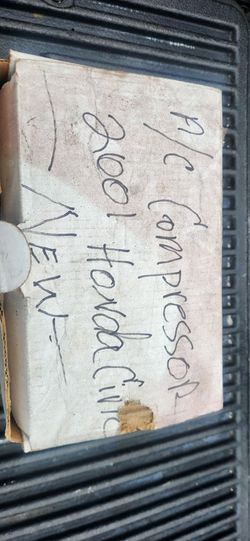 A/C Compressor
2001 Honda Civic
NEW